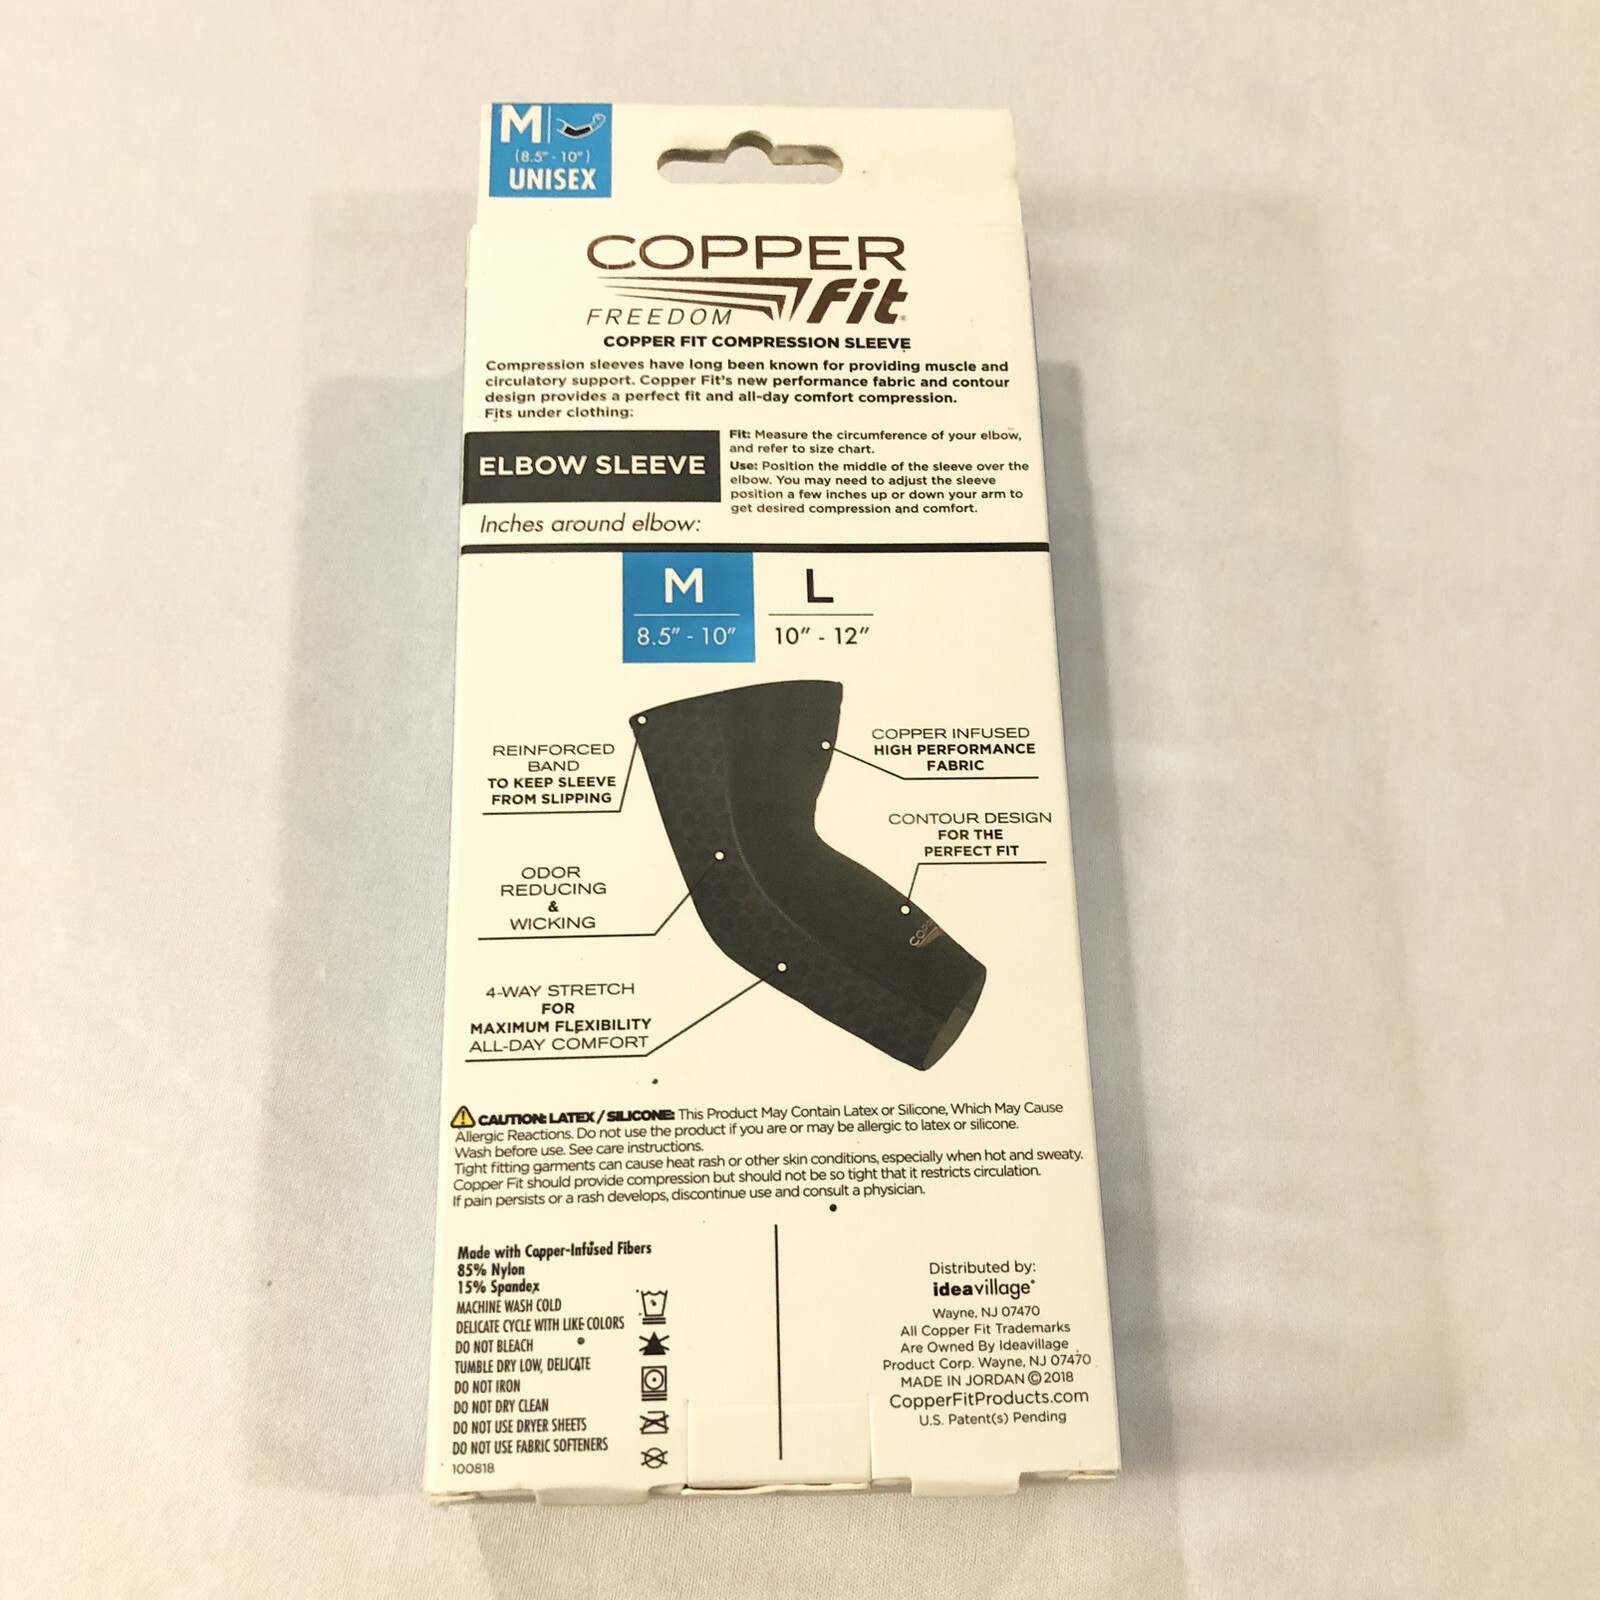 M
(8.5" - 10")
UNISEX
COPPER
FREEDOM Fit®
COPPER FIT COMPRESSION SLEEVE
Compression sleeves have long been known for providing muscle and
circulatory support. Copper Fit's new performance fabric and contour
design provides a perfect fit and all-day comfort compression.
Fits under clothing:
ELBOW SLEEVE
Inches around elbow:
Fit: Measure the circumference of your elbow,
and refer to size chart.
Use: Position the middle of the sleeve over the
elbow. You may need to adjust the sleeve
position a few inches up or down your arm to
get desired compression and comfort.
M
8.5" - 10"
L
10" - 12"
REINFORCED
BAND
TO KEEP SLEEVE
FROM SLIPPING
ODOR
REDUCING
&
WICKING
4-WAY STRETCH
FOR
MAXIMUM FLEXIBILITY
ALL-DAY COMFORT
COPPER INFUSED
HIGH PERFORMANCE
FABRIC
CONTOUR DESIGN
FOR THE
PERFECT FIT
CAUTION: LATEX / SILICONE: This Product May Contain Latex or Silicone, Which May Cause
Allergic Reactions. Do not use the product if you are or may be allergic to latex or silicone.
Wash before use. See care instructions.
Tight fitting garments can cause heat rash or other skin conditions, especially when hot and sweaty.
Copper Fit should provide compression but should not be so tight that it restricts circulation.
If pain persists or a rash develops, discontinue use and consult a physician.
Made with Copper-Infused Fibers
85% Nylon
15% Spandex
MACHINE WASH COLD
DELICATE CYCLE WITH LIKE COLORS
DO NOT BLEACH
TUMBLE DRY LOW, DELICATE
DO NOT IRON
DO NOT DRY CLEAN
DO NOT USE DRYER SHEETS
DO NOT USE FABRIC SOFTENERS
100818
Distributed by:
ideavillage®
Wayne, NJ 07470
All Copper Fit Trademarks
Are Owned By Ideavillage
Product Corp. Wayne, NJ 07470
MADE IN JORDAN ©2018
CopperFitProducts.com
U.S. Patent(s) Pending